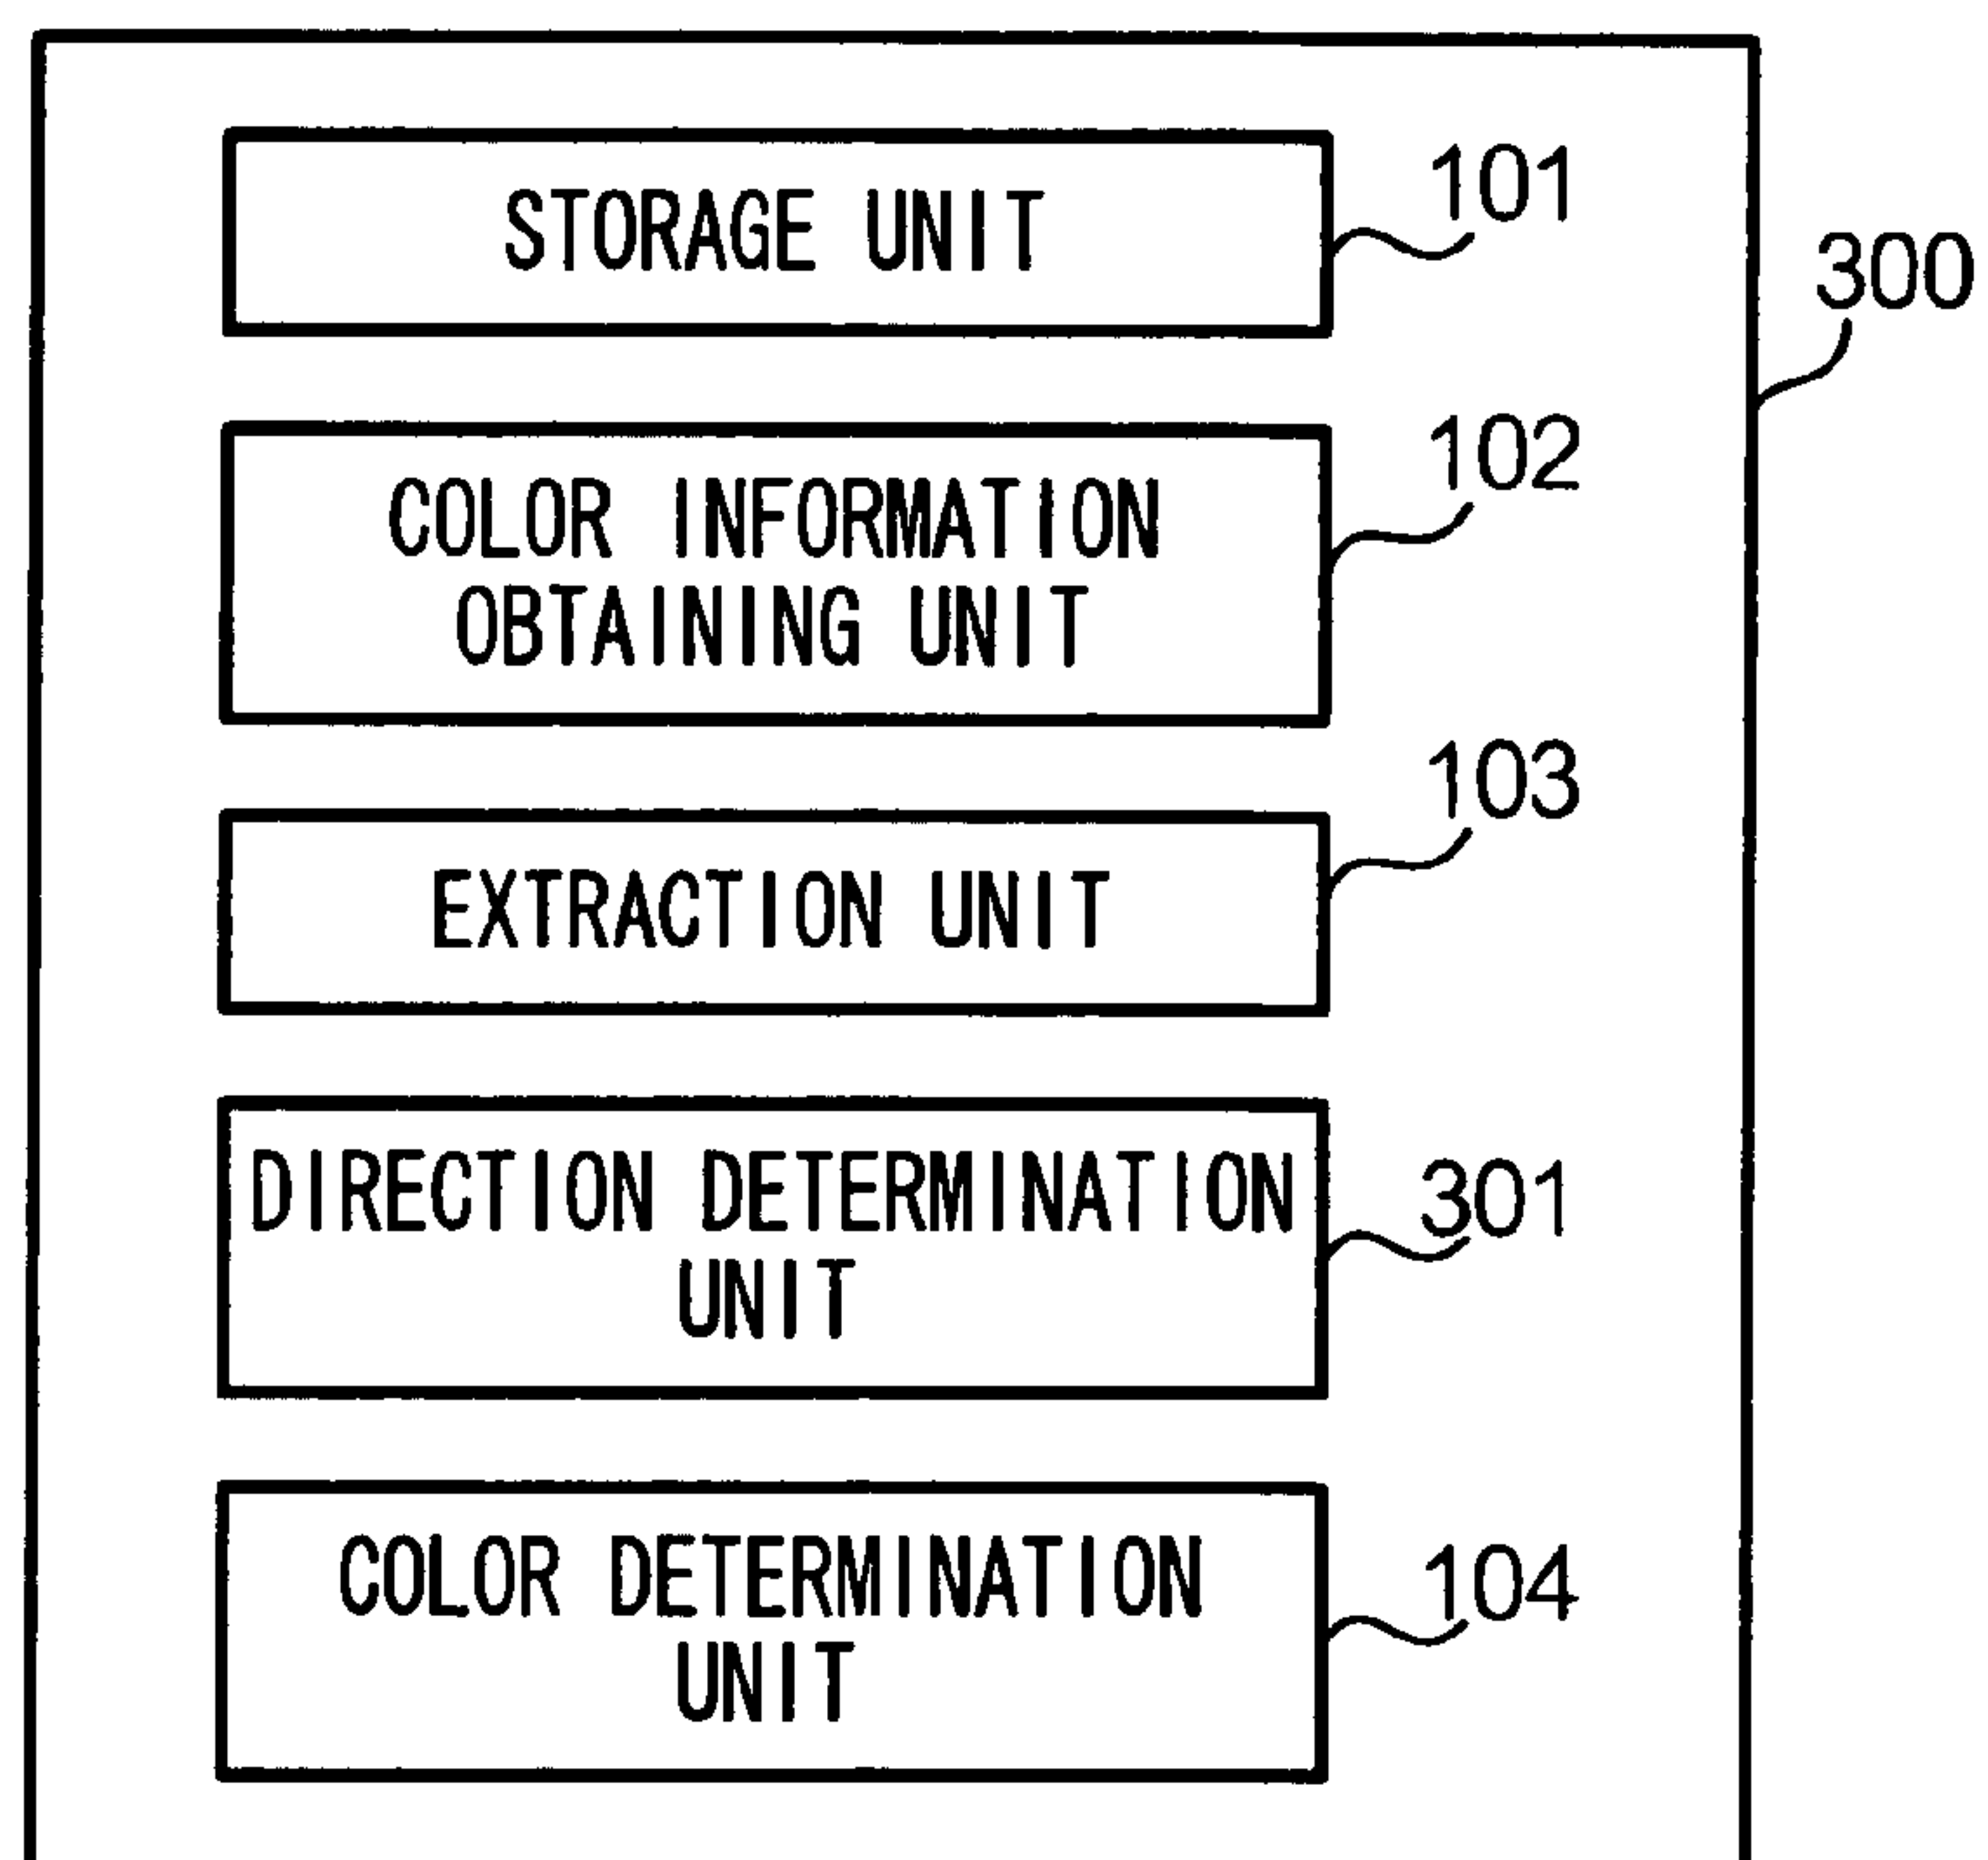 STORAGE UNIT
101
300
COLOR INFORMATION
OBTAINING UNIT
102
EXTRACTION UNIT
103
DIRECTION DETERMINATION
UNIT
301
COLOR DETERMINATION
UNIT
104